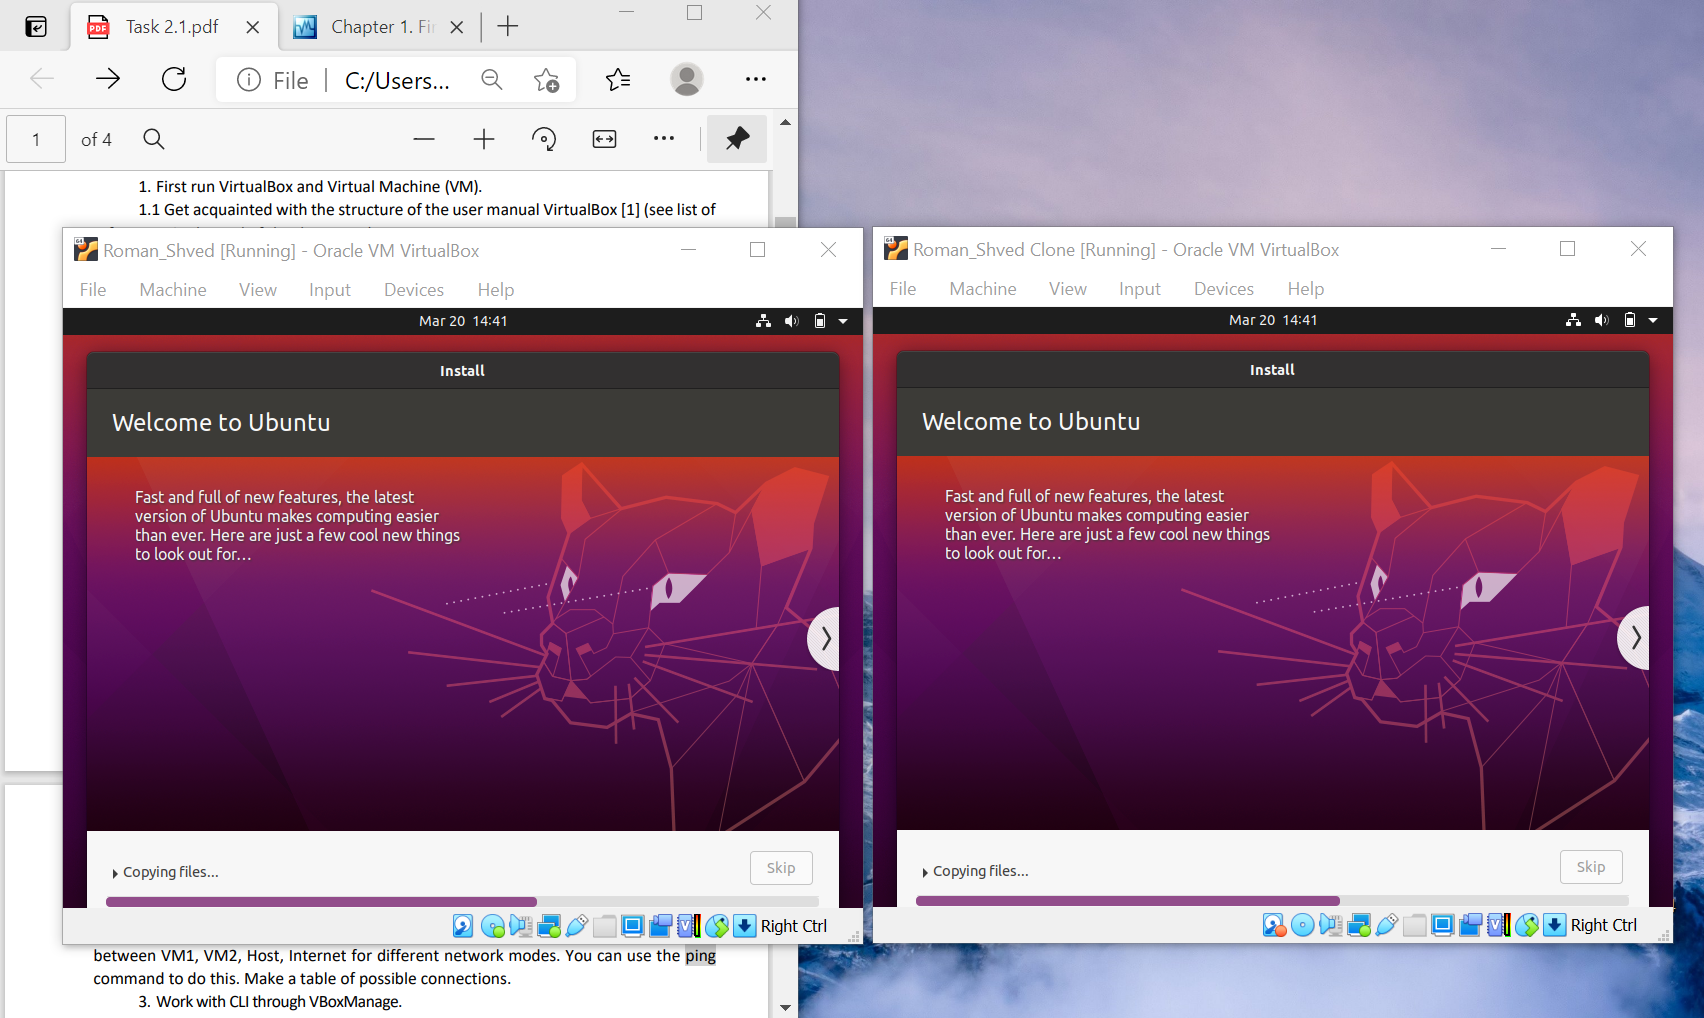 Task 2.1.pdf
Chapter 1. Fir
File
C:/Users...
1
of 4
1. First run VirtualBox and Virtual Machine (VM).
1.1 Get acquainted with the structure of the user manual VirtualBox [1] (see list of
Roman_Shved [Running] - Oracle VM VirtualBox
File Machine View Input Devices Help
Mar 20 14:41
Install
Welcome to Ubuntu
Fast and full of new features, the latest
version of Ubuntu makes computing easier
than ever. Here are just a few cool new things
to look out for…
Copying files...
Skip
Right Ctrl
Roman_Shved Clone [Running] - Oracle VM VirtualBox
File Machine View Input Devices Help
Mar 20 14:41
Install
Welcome to Ubuntu
Fast and full of new features, the latest
version of Ubuntu makes computing easier
than ever. Here are just a few cool new things
to look out for…
Copying files...
Skip
Right Ctrl
between VM1, VM2, Host, Internet for different network modes. You can use the ping
command to do this. Make a table of possible connections.
3. Work with CLI through VBoxManage.